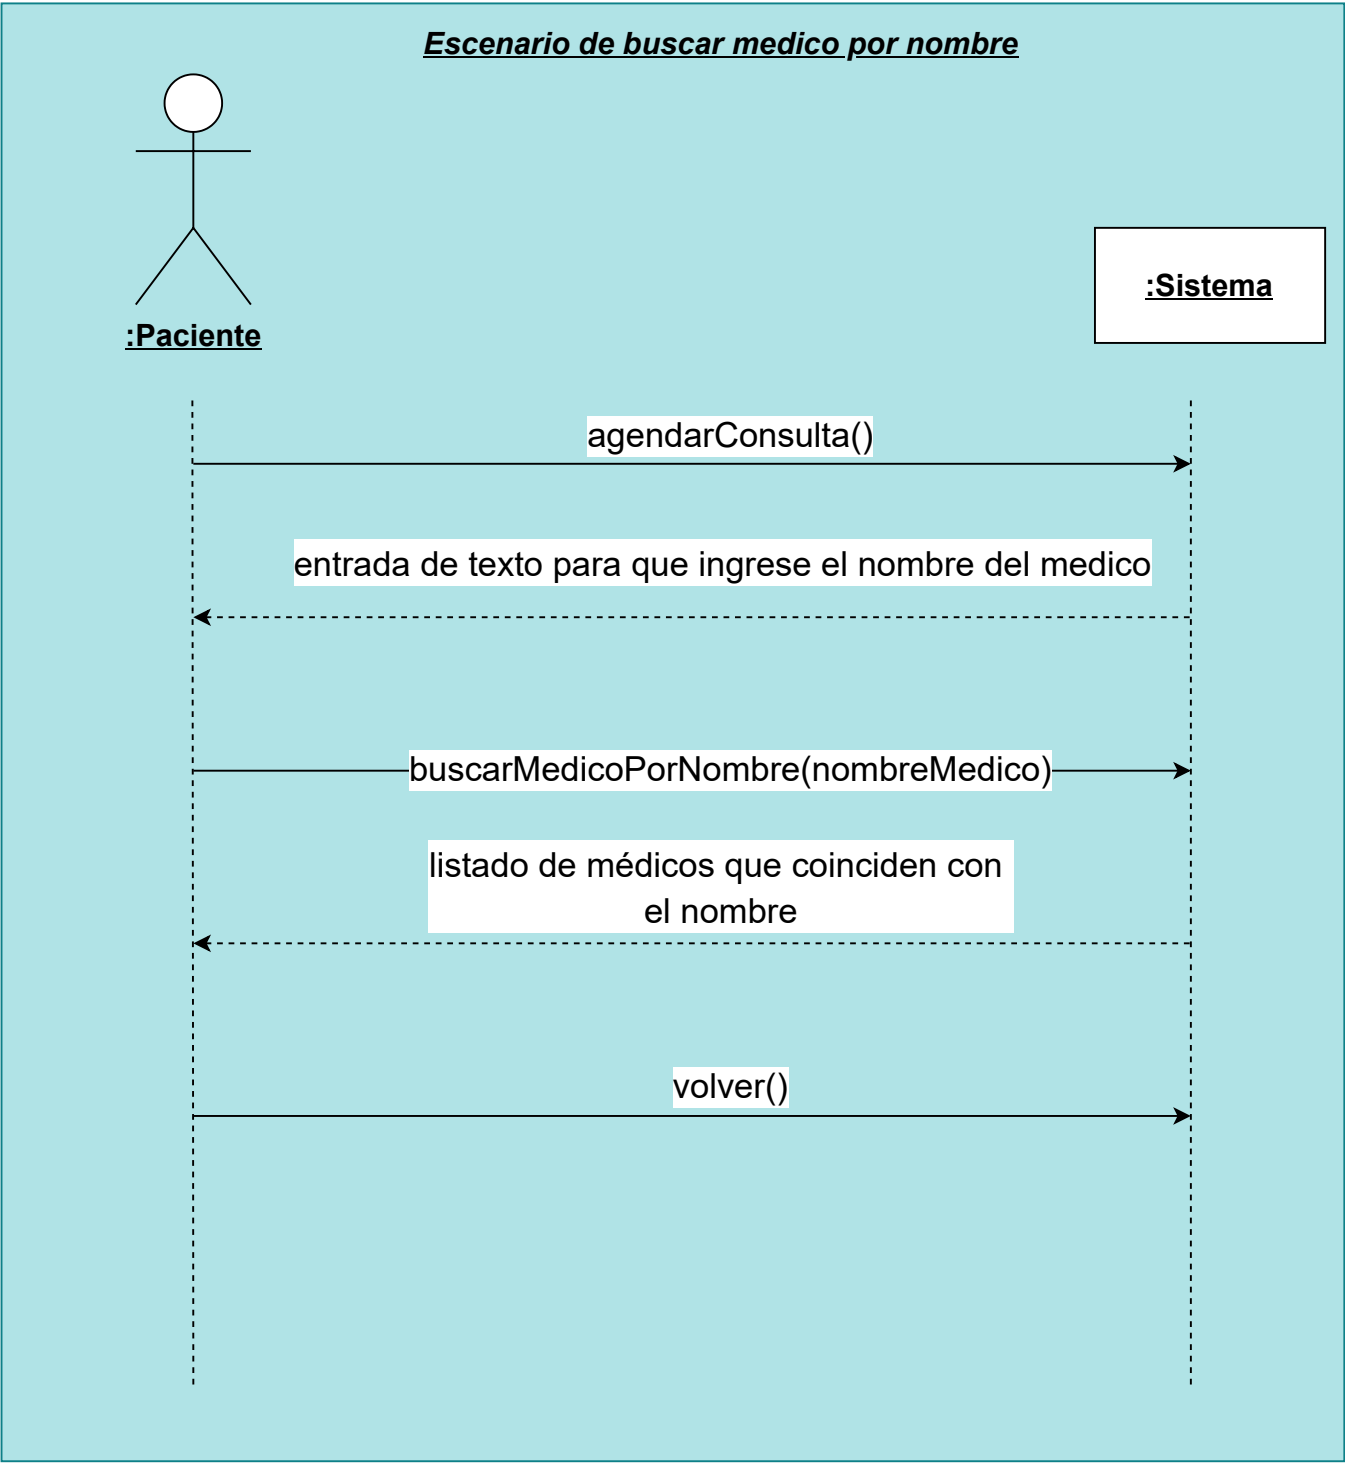 Escenario de buscar medico por nombre
:Sistema
:Paciente
agendarConsulta()
entrada de texto para que ingrese el nombre del medico
buscarMedicoPorNombre(nombreMedico)
listado de médicos que coinciden con
el nombre
volver()